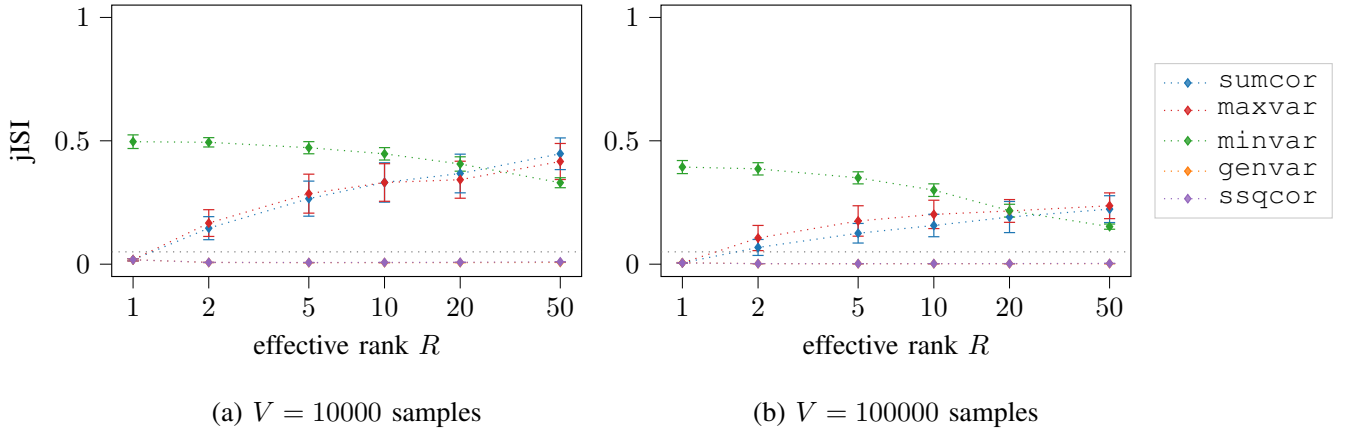 1
0.5
0
jISI
1 2 5 10 20 50
effective rank R
(a) V = 10000 samples
1
0.5
0
1 2 5 10 20 50
effective rank R
(b) V = 100000 samples
sumcor
maxvar
minvar
genvar
ssqcor